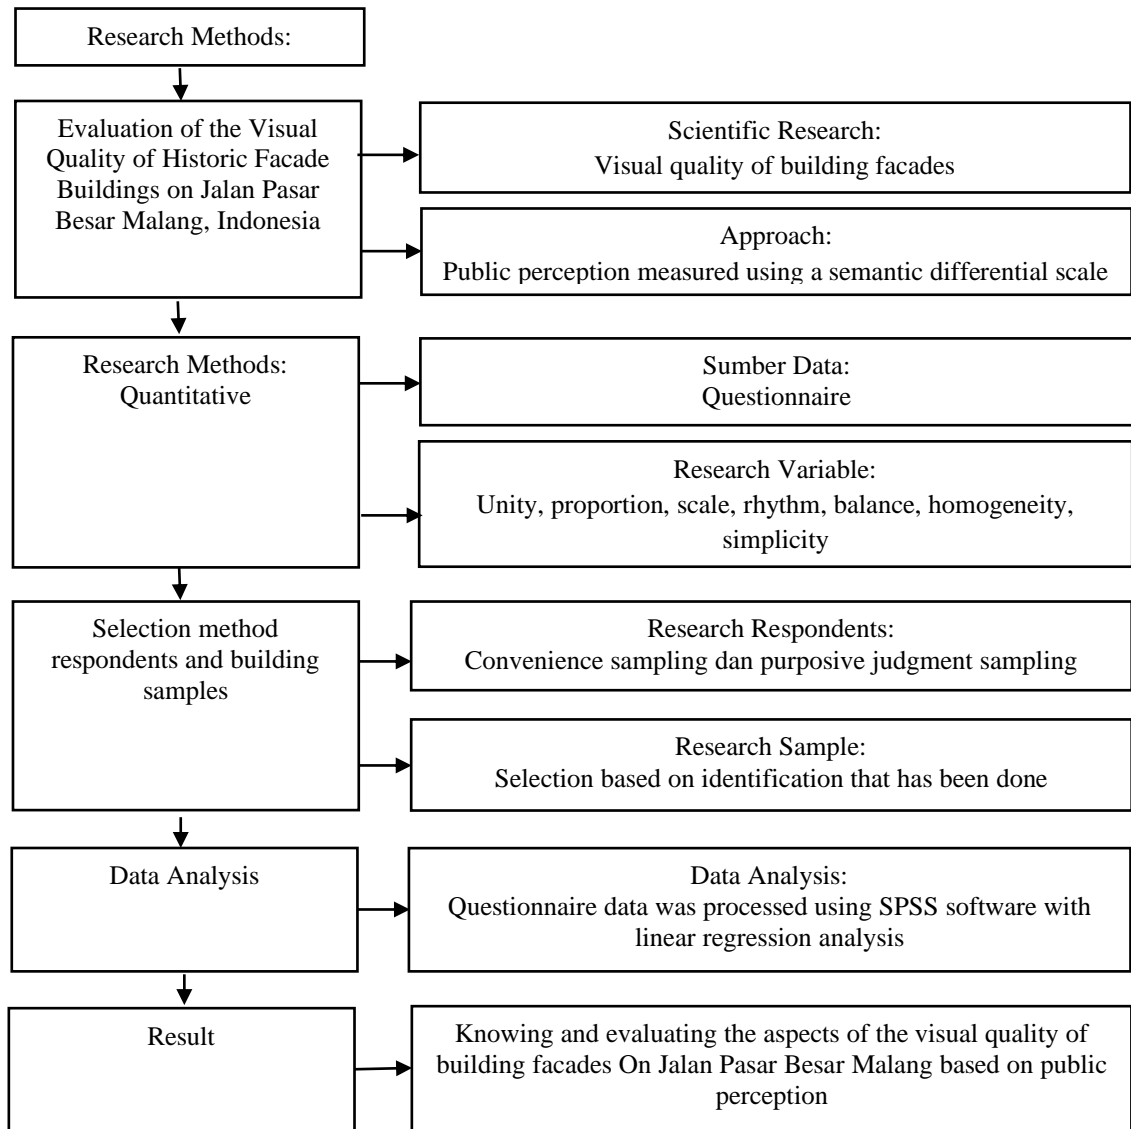 Research Methods:
Evaluation of the Visual
Quality of Historic Facade
Buildings on Jalan Pasar
Besar Malang, Indonesia
Scientific Research:
Visual quality of building facades
Approach:
Public perception measured using a semantic differential scale
Research Methods:
Quantitative
Sumber Data:
Questionnaire
Research Variable:
Unity, proportion, scale, rhythm, balance, homogeneity,
simplicity
Selection method
respondents and building
samples
Research Respondents:
Convenience sampling dan purposive judgment sampling
Research Sample:
Selection based on identification that has been done
Data Analysis
Data Analysis:
Questionnaire data was processed using SPSS software with
linear regression analysis
Result
Knowing and evaluating the aspects of the visual quality of
building facades On Jalan Pasar Besar Malang based on public
perception